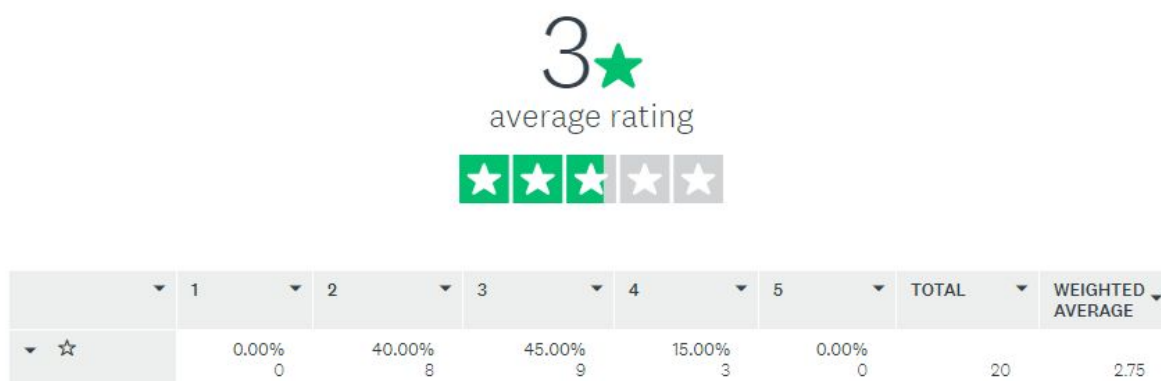 3
average rating
1 2 3 4 5 TOTAL WEIGHTED
AVERAGE
0.00% 40.00% 45.00% 15.00% 0.00%
0 8 9 3 0 20 2.75